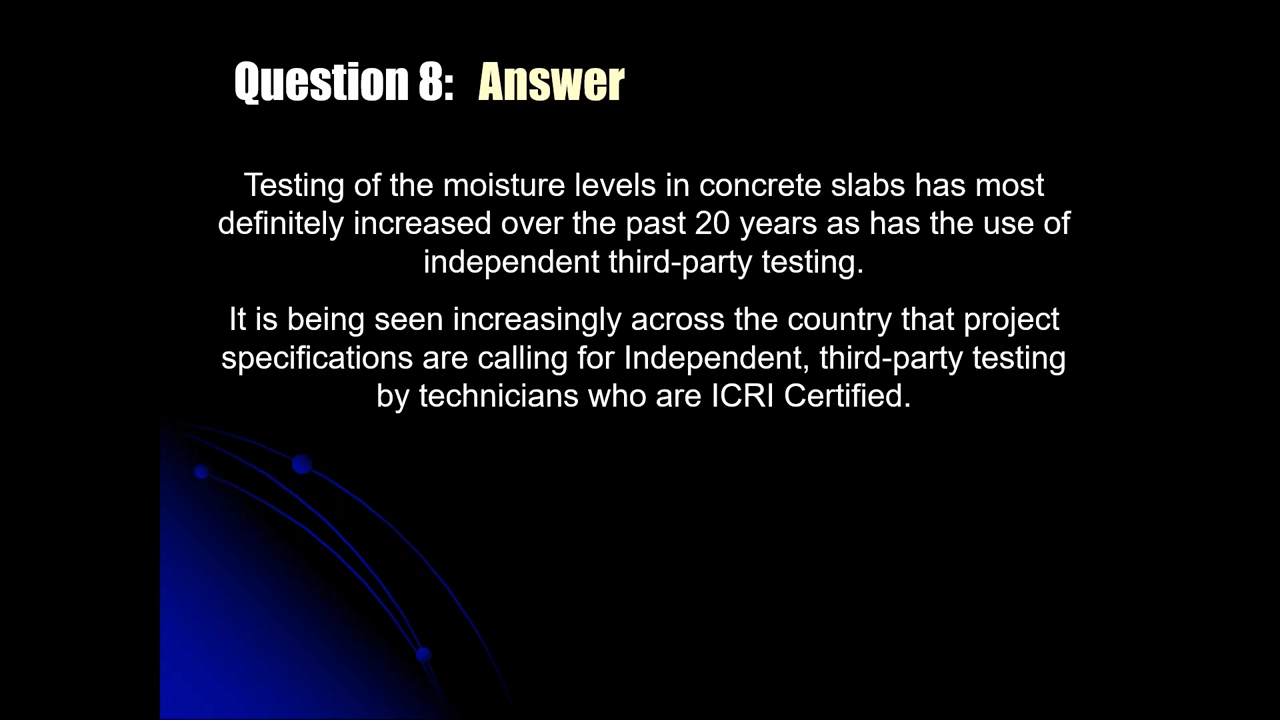 Question 8: Answer
Testing of the moisture levels in concrete slabs has most
definitely increased over the past 20 years as has the use of
independent third-party testing.
It is being seen increasingly across the country that project
specifications are calling for Independent, third-party testing
by technicians who are ICRI Certified.